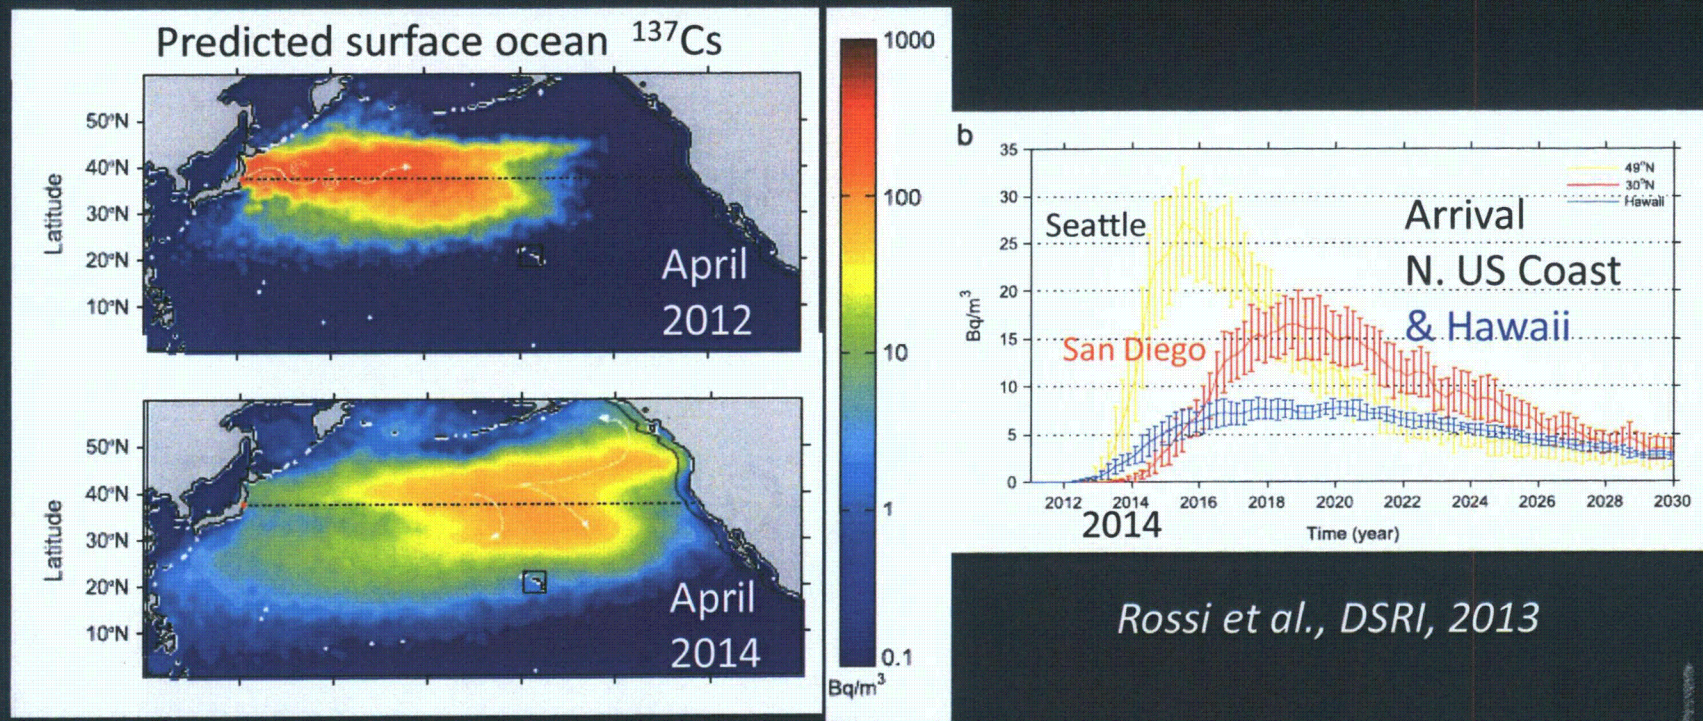 Predicted surface ocean ¹³⁷Cs
50°N
40°N
30°N
20°N
10°N
Latitude
April
2012
50°N
40°N
30°N
20°N
10°N
Latitude
April
2014
1000
100
10
1
0.1
Bq/m³
b
35
30
25
20
15
10
5
0
Bq/m³
49°N
30°N
Hawaii
Seattle
San Diego
Arrival
N. US Coast
& Hawaii
2012 2014 2016 2018 2020 2022 2024 2026 2028 2030
2014
Time (year)
Rossi et al., DSRI, 2013